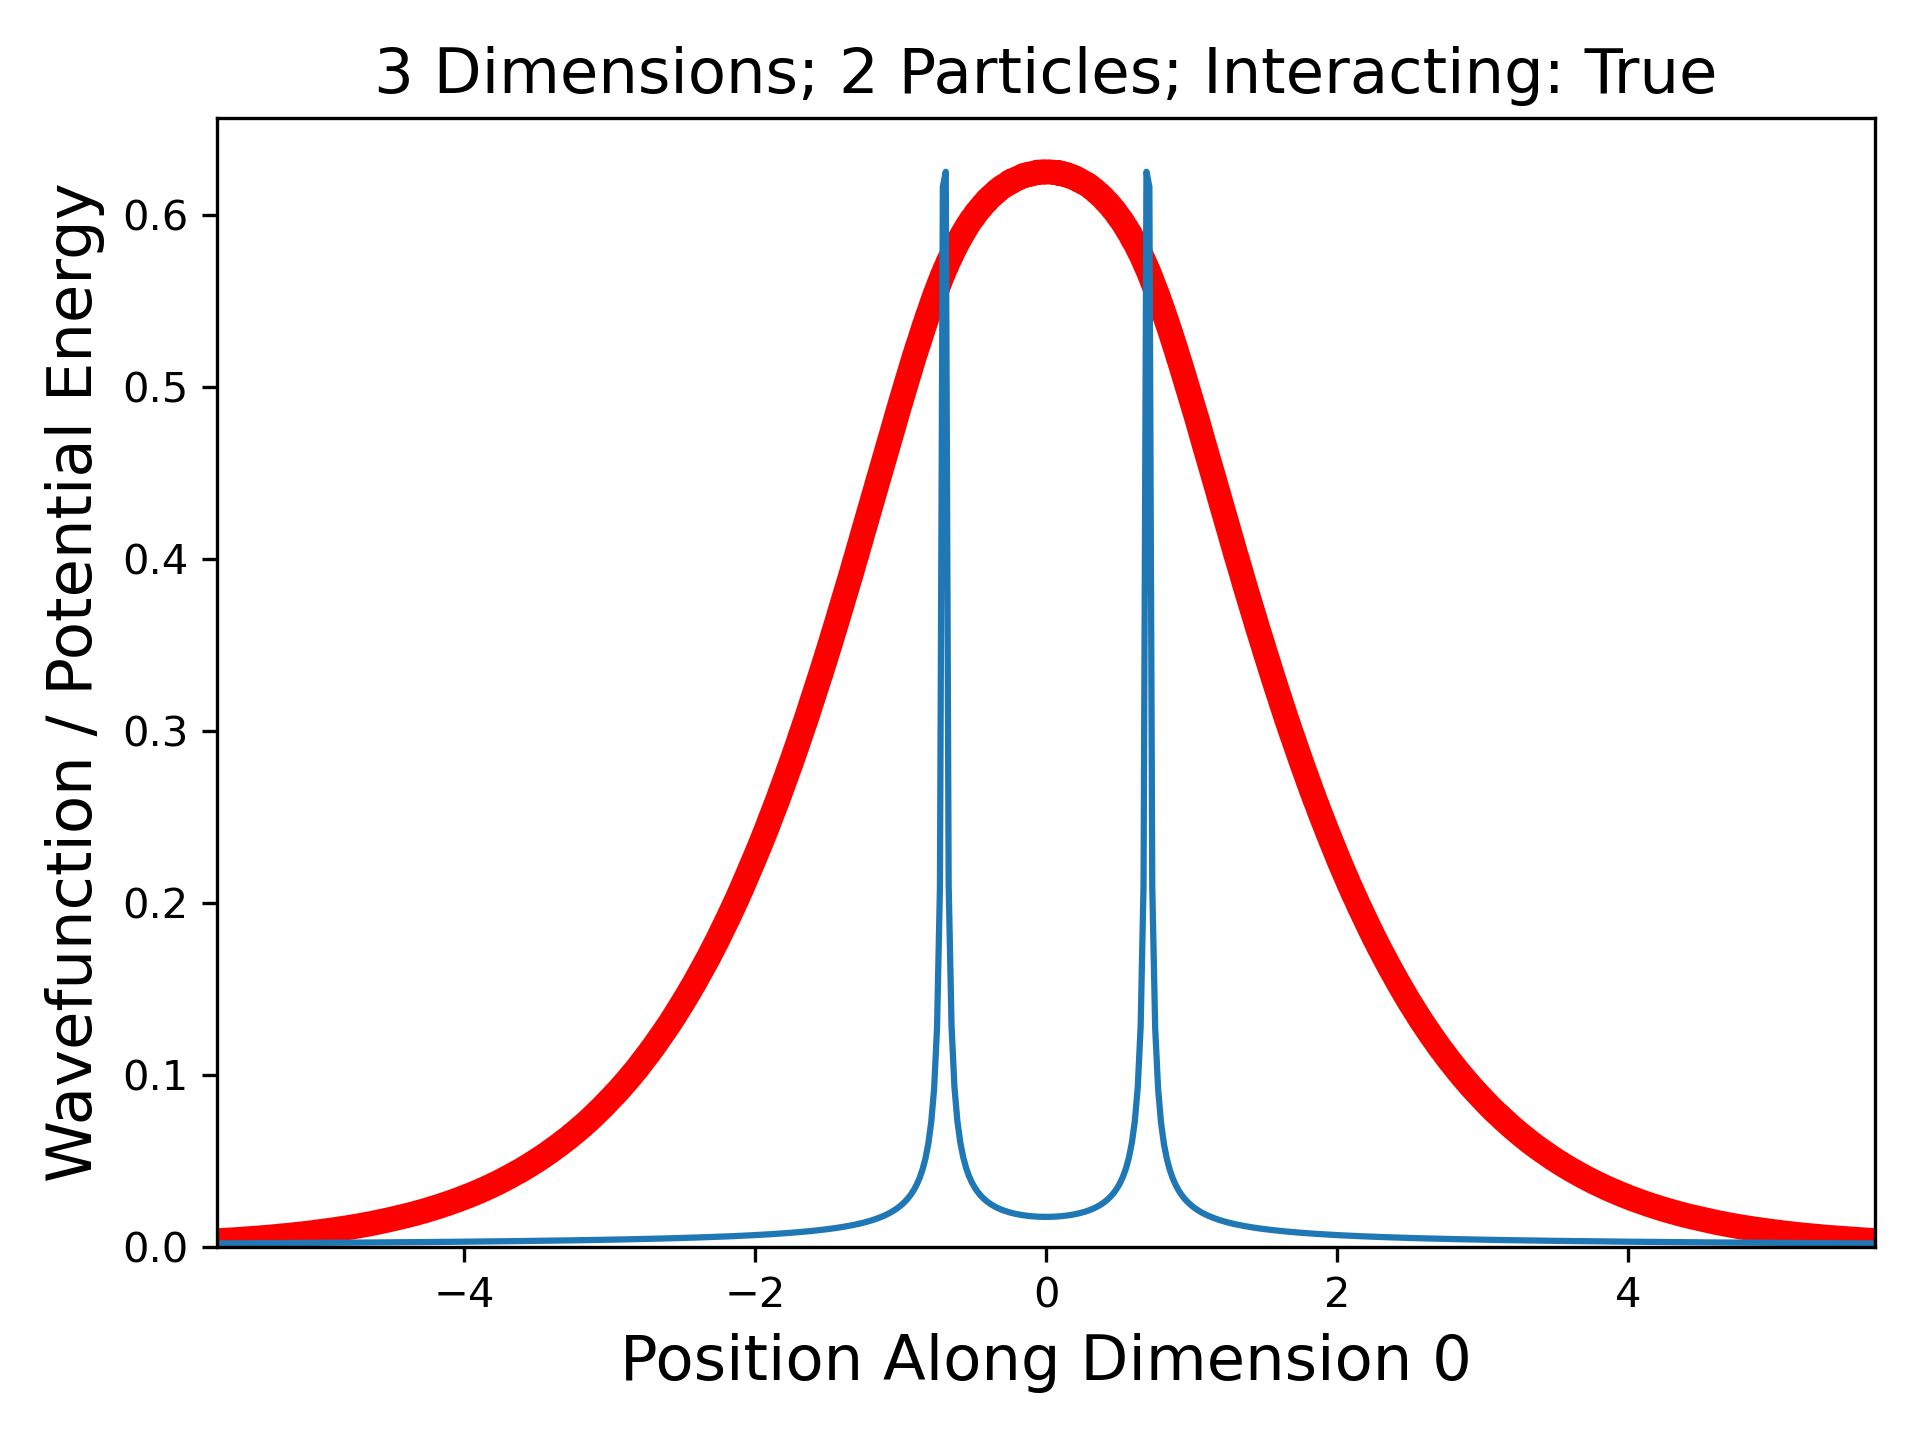 3 Dimensions; 2 Particles; Interacting: True
Wavefunction / Potential Energy
0.6
0.5
0.4
0.3
0.2
0.1
0.0
−4 −2 0 2 4
Position Along Dimension 0